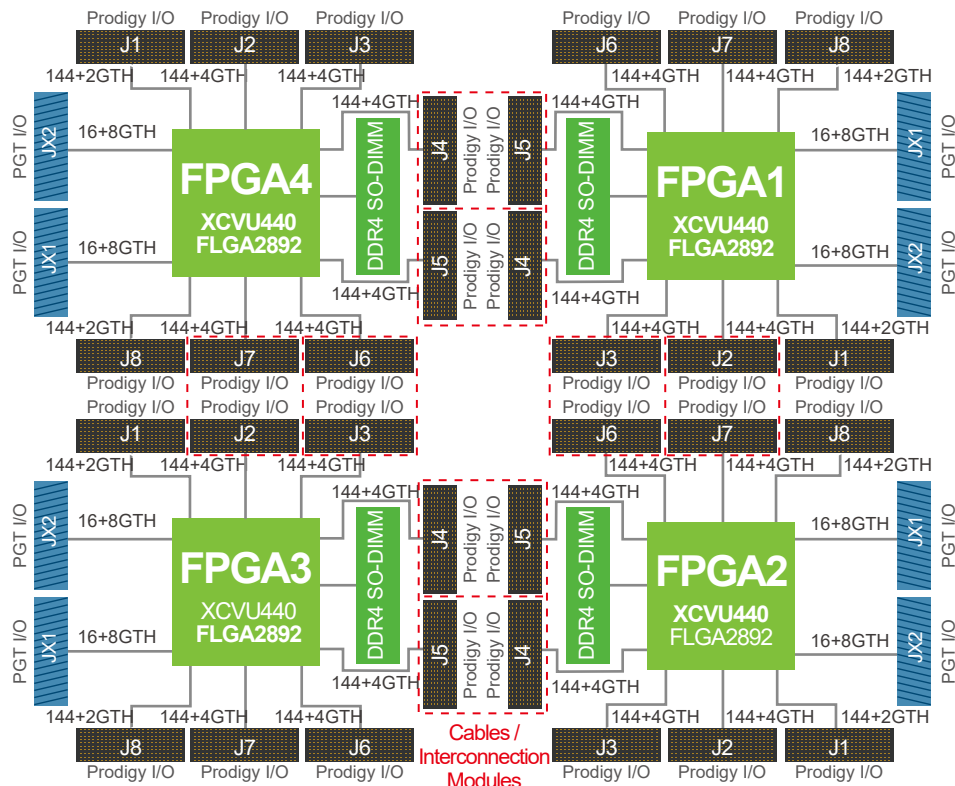 Prodigy I/O Prodigy I/O Prodigy I/O Prodigy I/O Prodigy I/O Prodigy I/O
J1 J2 J3 J6 J7 J8
144+2GTH 144+4GTH 144+4GTH 144+4GTH 144+4GTH 144+2GTH
144+4GTH 144+4GTH
PGT I/O JX2 16+8GTH J4 Prodigy I/O Prodigy I/O J5 16+8GTH JX1 PGT I/O
DDR4 SO-DIMM DDR4 SO-DIMM
FPGA4 FPGA1
XCVU440 XCVU440
FLGA2892 FLGA2892
PGT I/O JX1 16+8GTH J5 Prodigy I/O Prodigy I/O J4 16+8GTH JX2 PGT I/O
144+4GTH 144+4GTH
144+2GTH 144+4GTH 144+4GTH 144+4GTH 144+4GTH 144+2GTH
J8 J7 J6 J3 J2 J1
Prodigy I/O Prodigy I/O Prodigy I/O Prodigy I/O Prodigy I/O Prodigy I/O
Prodigy I/O Prodigy I/O Prodigy I/O Prodigy I/O Prodigy I/O Prodigy I/O
J1 J2 J3 J6 J7 J8
144+2GTH 144+4GTH 144+4GTH 144+4GTH 144+4GTH 144+2GTH
144+4GTH 144+4GTH
PGT I/O JX2 16+8GTH J4 Prodigy I/O Prodigy I/O J5 16+8GTH JX1 PGT I/O
DDR4 SO-DIMM DDR4 SO-DIMM
FPGA3 FPGA2
XCVU440 XCVU440
FLGA2892 FLGA2892
PGT I/O JX1 16+8GTH J5 Prodigy I/O Prodigy I/O J4 16+8GTH JX2 PGT I/O
144+4GTH 144+4GTH
144+2GTH 144+4GTH 144+4GTH 144+4GTH 144+4GTH 144+2GTH
J8 J7 J6 J3 J2 J1
Prodigy I/O Prodigy I/O Prodigy I/O Prodigy I/O Prodigy I/O Prodigy I/O
Cables /
Interconnection
Modules